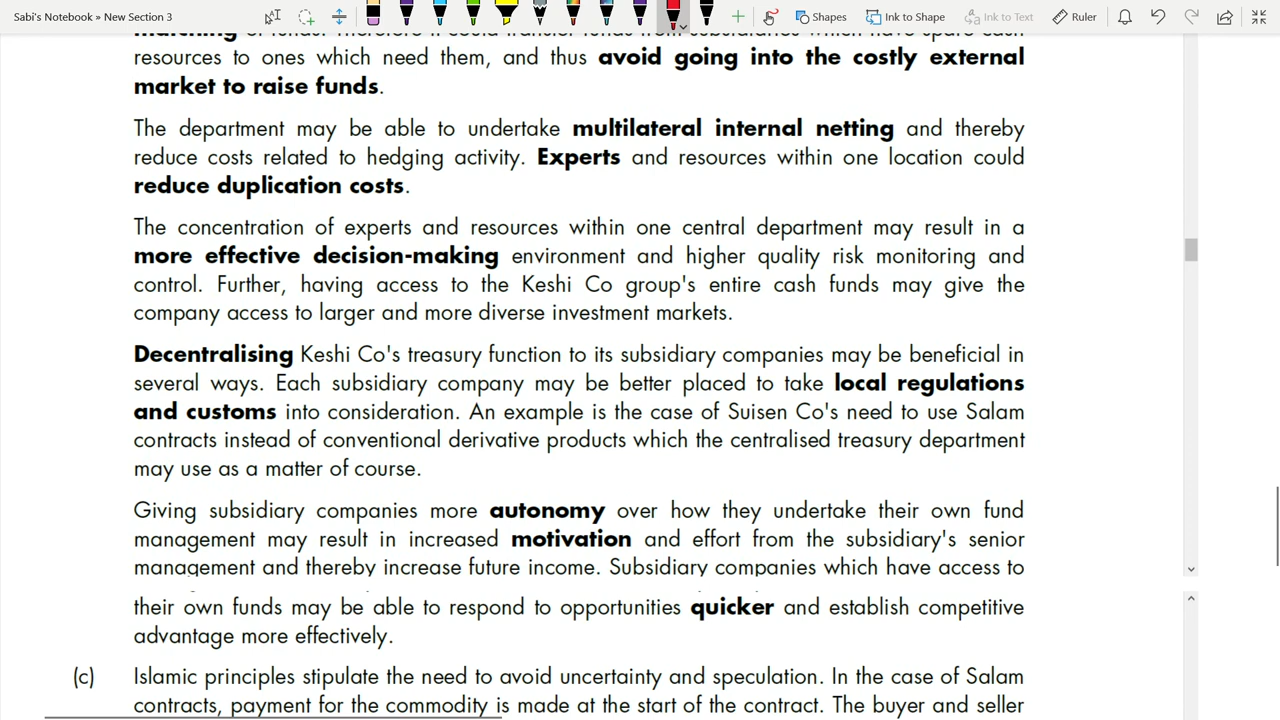 Sabi's Notebook » New Section 3
Shapes
Ink to Shape
Ink to Text
Ruler
resources to ones which need them, and thus avoid going into the costly external
market to raise funds.
The department may be able to undertake multilateral internal netting and thereby
reduce costs related to hedging activity. Experts and resources within one location could
reduce duplication costs.
The concentration of experts and resources within one central department may result in a
more effective decision-making environment and higher quality risk monitoring and
control. Further, having access to the Keshi Co group's entire cash funds may give the
company access to larger and more diverse investment markets.
Decentralising Keshi Co's treasury function to its subsidiary companies may be beneficial in
several ways. Each subsidiary company may be better placed to take local regulations
and customs into consideration. An example is the case of Suisen Co's need to use Salam
contracts instead of conventional derivative products which the centralised treasury department
may use as a matter of course.
Giving subsidiary companies more autonomy over how they undertake their own fund
management may result in increased motivation and effort from the subsidiary's senior
management and thereby increase future income. Subsidiary companies which have access to
their own funds may be able to respond to opportunities quicker and establish competitive
advantage more effectively.
(c) Islamic principles stipulate the need to avoid uncertainty and speculation. In the case of Salam
contracts, payment for the commodity is made at the start of the contract. The buyer and seller